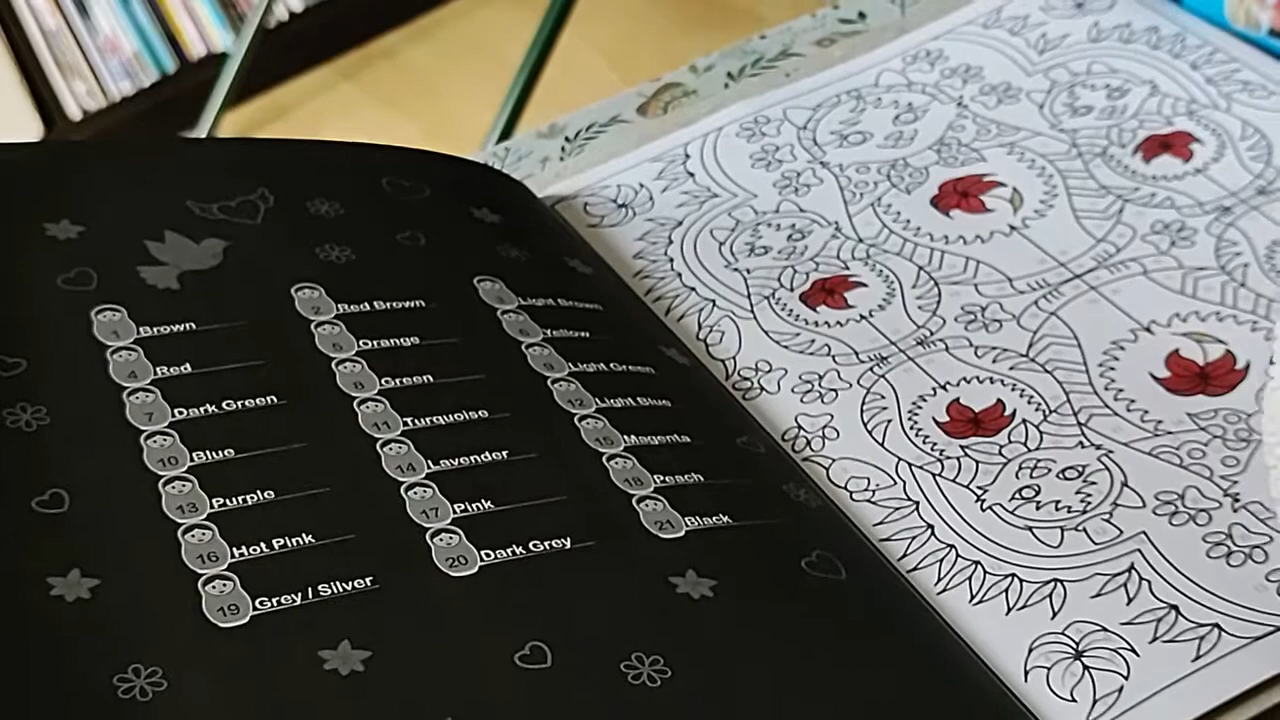 1 Brown
2 Red Brown
3 Light Brown
4 Red
5 Orange
6 Yellow
7 Dark Green
8 Green
9 Light Green
10 Blue
11 Turquoise
12 Light Blue
13 Purple
14 Lavender
15 Magenta
16 Hot Pink
17 Pink
18 Peach
19 Grey / Silver
20 Dark Grey
21 Black